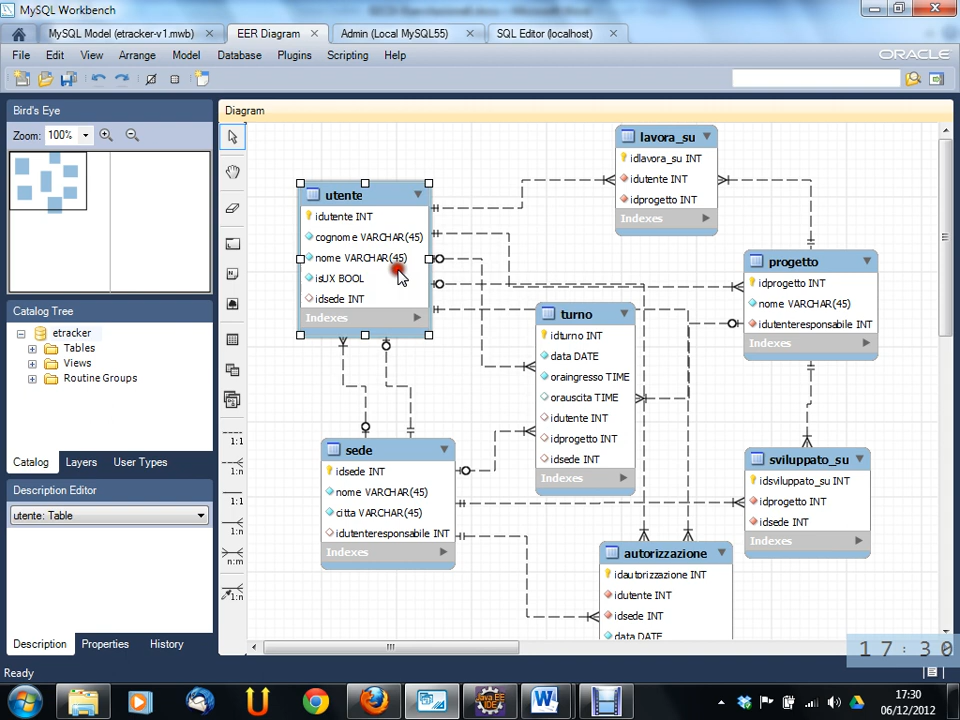 MySQL Workbench
MySQL Model (etracker-v1.mwb)
EER Diagram
Admin (Local MySQL55)
SQL Editor (localhost)
File Edit View Arrange Model Database Plugins Scripting Help
ORACLE
Bird's Eye
Zoom: 100%
Catalog Tree
etracker
Tables
Views
Routine Groups
Catalog Layers User Types
Description Editor
utente: Table
Description Properties History
Ready
Diagram
1:1
1:n
1:1
1:n
n:m
1:n
utente
idutente INT
cognome VARCHAR(45)
nome VARCHAR(45)
isUX BOOL
idsede INT
Indexes
lavora_su
idlavora_su INT
idutente INT
idprogetto INT
Indexes
progetto
idprogetto INT
nome VARCHAR(45)
idutenteresponsabile INT
Indexes
turno
idturno INT
data DATE
oraingresso TIME
orauscita TIME
idutente INT
idprogetto INT
idsede INT
Indexes
sede
idsede INT
nome VARCHAR(45)
citta VARCHAR(45)
idutenteresponsabile INT
Indexes
sviluppato_su
idsviluppato_su INT
idprogetto INT
idsede INT
Indexes
autorizzazione
idautorizzazione INT
idutente INT
idsede INT
data DATE
17:30
Java EE
IDE
17:30
06/12/2012